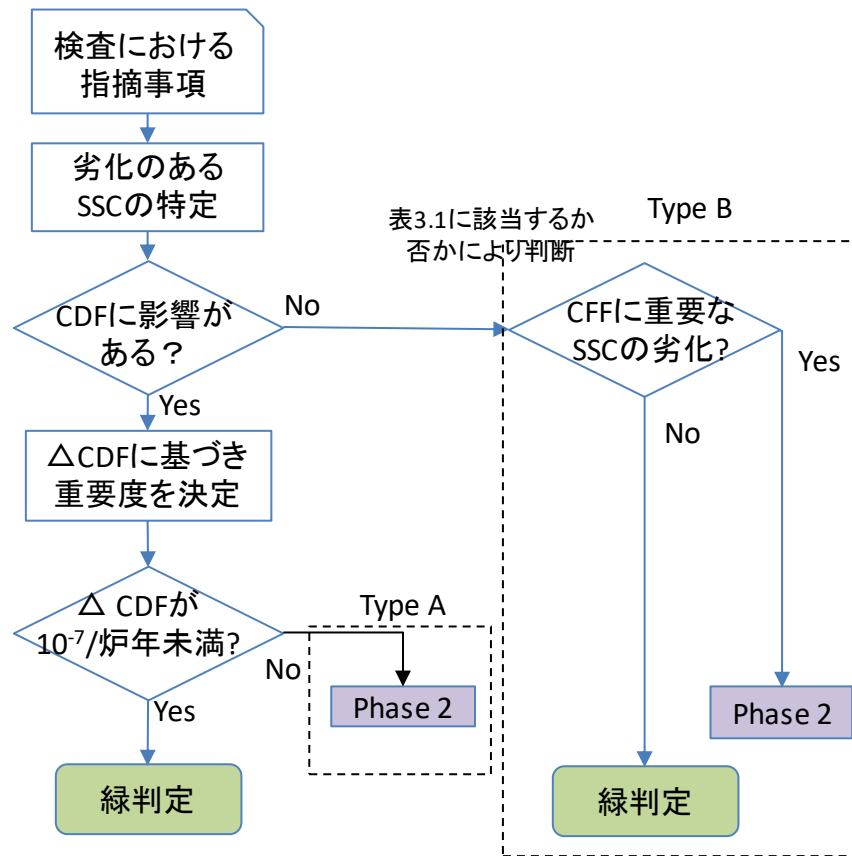 検査における
指摘事項
劣化のある
SSCの特定
表3.1に該当するか
否かにより判断
Type B
CDFに影響が
ある？
No
CFFに重要な
SSCの劣化?
Yes
Yes
No
△CDFに基づき
重要度を決定
△ CDFが
10⁻⁷/炉年未満?
Type A
No
Phase 2
Phase 2
Yes
緑判定
緑判定